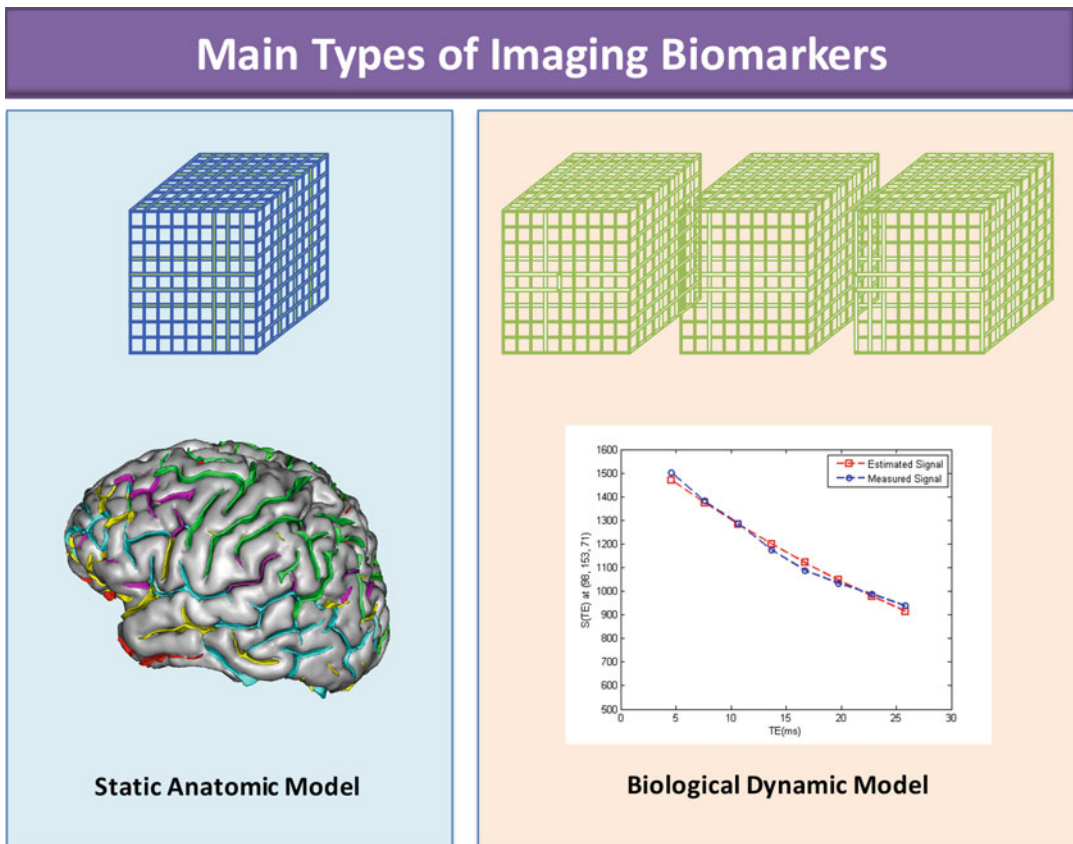 Main Types of Imaging Biomarkers
Static Anatomic Model
1600
1500
1400
1300
1200
1100
1000
900
800
700
600
500
S(TE) at (98, 153, 71)
Estimated Signal
Measured Signal
0 5 10 15 20 25 30
TE(ms)
Biological Dynamic Model